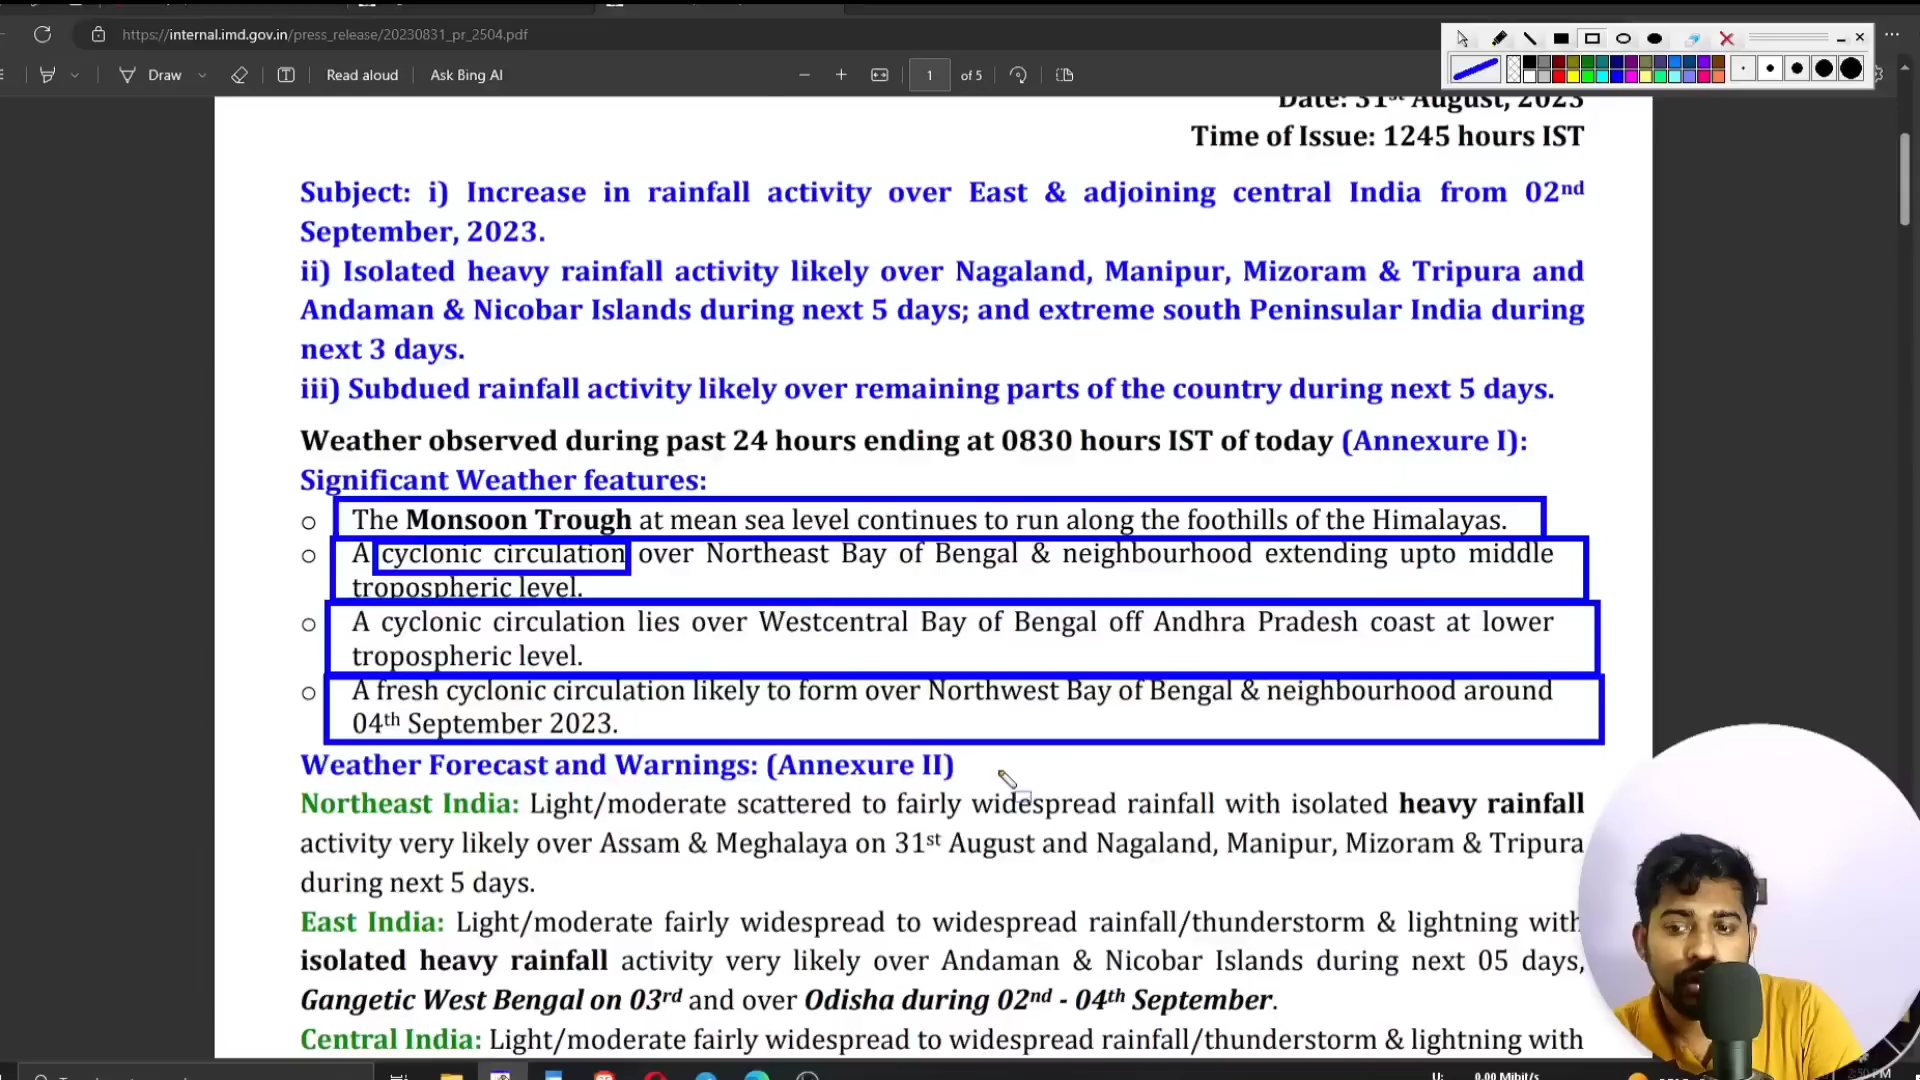 https://internal.imd.gov.in/press_release/20230831_pr_2504.pdf
Draw
Read aloud
Ask Bing AI
1
of 5
Date: 31st August, 2023
Time of Issue: 1245 hours IST
Subject: i) Increase in rainfall activity over East & adjoining central India from 02nd
September, 2023.
ii) Isolated heavy rainfall activity likely over Nagaland, Manipur, Mizoram & Tripura and
Andaman & Nicobar Islands during next 5 days; and extreme south Peninsular India during
next 3 days.
iii) Subdued rainfall activity likely over remaining parts of the country during next 5 days.
Weather observed during past 24 hours ending at 0830 hours IST of today (Annexure I):
Significant Weather features:
○ The Monsoon Trough at mean sea level continues to run along the foothills of the Himalayas.
○ A cyclonic circulation over Northeast Bay of Bengal & neighbourhood extending upto middle
tropospheric level.
○ A cyclonic circulation lies over Westcentral Bay of Bengal off Andhra Pradesh coast at lower
tropospheric level.
○ A fresh cyclonic circulation likely to form over Northwest Bay of Bengal & neighbourhood around
04th September 2023.
Weather Forecast and Warnings: (Annexure II)
Northeast India: Light/moderate scattered to fairly widespread rainfall with isolated heavy rainfall
activity very likely over Assam & Meghalaya on 31st August and Nagaland, Manipur, Mizoram & Tripura
during next 5 days.
East India: Light/moderate fairly widespread to widespread rainfall/thunderstorm & lightning with
isolated heavy rainfall activity very likely over Andaman & Nicobar Islands during next 05 days,
Gangetic West Bengal on 03rd and over Odisha during 02nd - 04th September.
Central India: Light/moderate fairly widespread to widespread rainfall/thunderstorm & lightning with
U:
0.00 Mibit/s